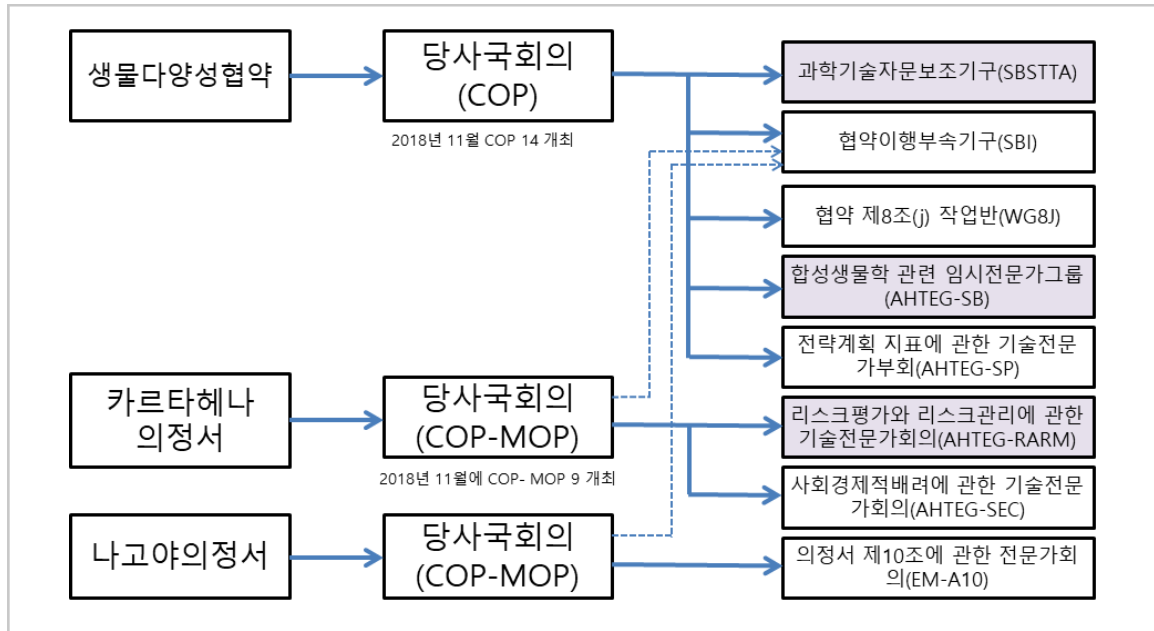 생물다양성협약
당사국회의
(COP)
2018년 11월 COP 14 개최
과학기술자문보조기구(SBSTTA)
협약이행부속기구(SBI)
협약 제8조(j) 작업반(WG8J)
합성생물학 관련 임시전문가그룹
(AHTEG-SB)
전략계획 지표에 관한 기술전문
가부회(AHTEG-SP)
카르타헤나
의정서
당사국회의
(COP-MOP)
2018년 11월에 COP- MOP 9 개최
리스크평가와 리스크관리에 관한
기술전문가회의(AHTEG-RARM)
사회경제적배려에 관한 기술전문
가회의(AHTEG-SEC)
나고야의정서
당사국회의
(COP-MOP)
의정서 제10조에 관한 전문가회
의(EM-A10)